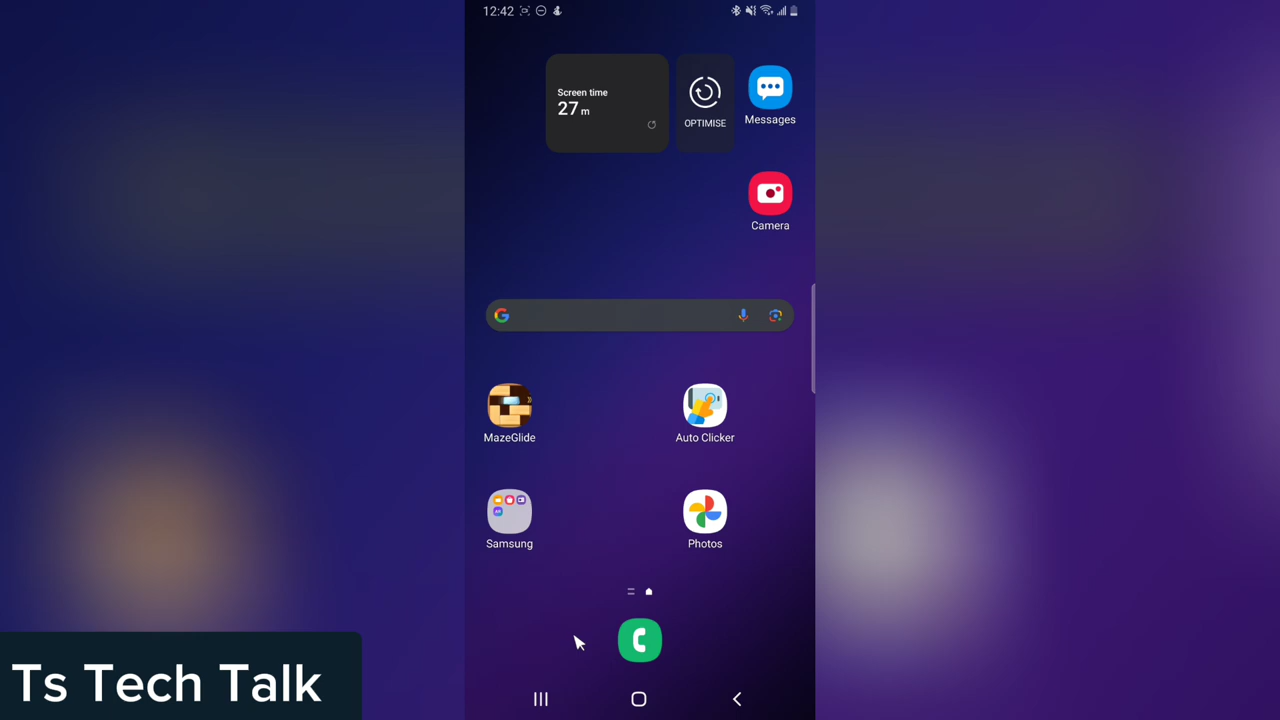 12:42
Screen time
27 m
OPTIMISE
Messages
Camera
MazeGlide
Auto Clicker
Samsung
Photos
Ts Tech Talk